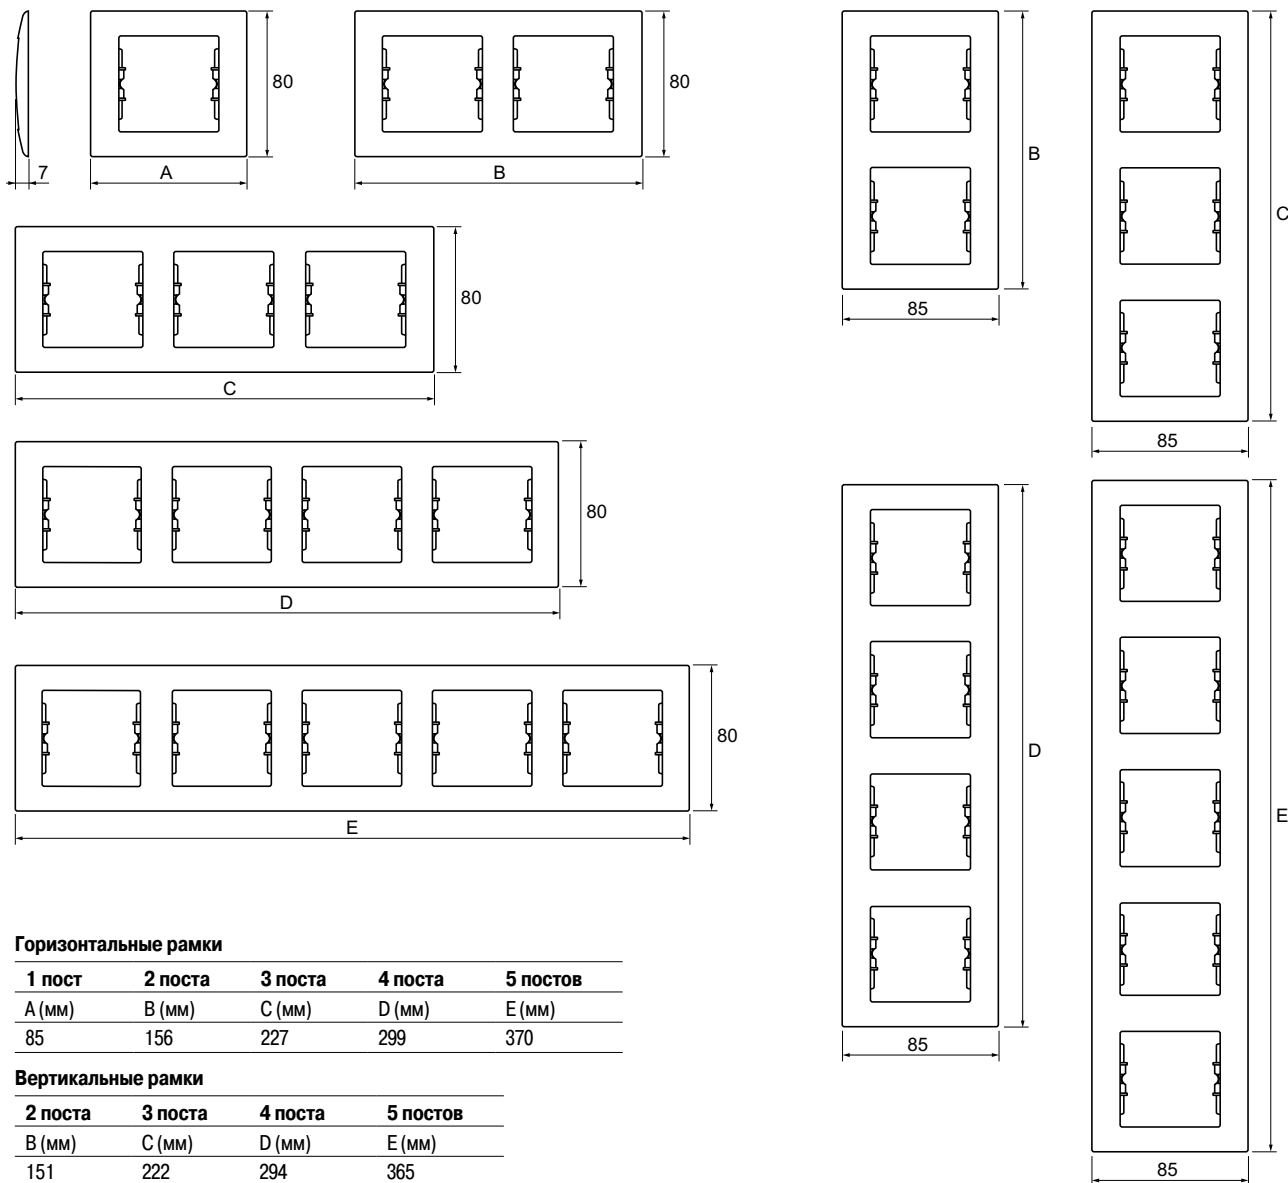 80
7
A
80
B
80
C
80
D
80
E
B
85
C
85
D
85
E
85
Горизонтальные рамки
1 пост 2 поста 3 поста 4 поста 5 постов
A (мм) B (мм) C (мм) D (мм) E (мм)
85 156 227 299 370
Вертикальные рамки
2 поста 3 поста 4 поста 5 постов
B (мм) C (мм) D (мм) E (мм)
151 222 294 365